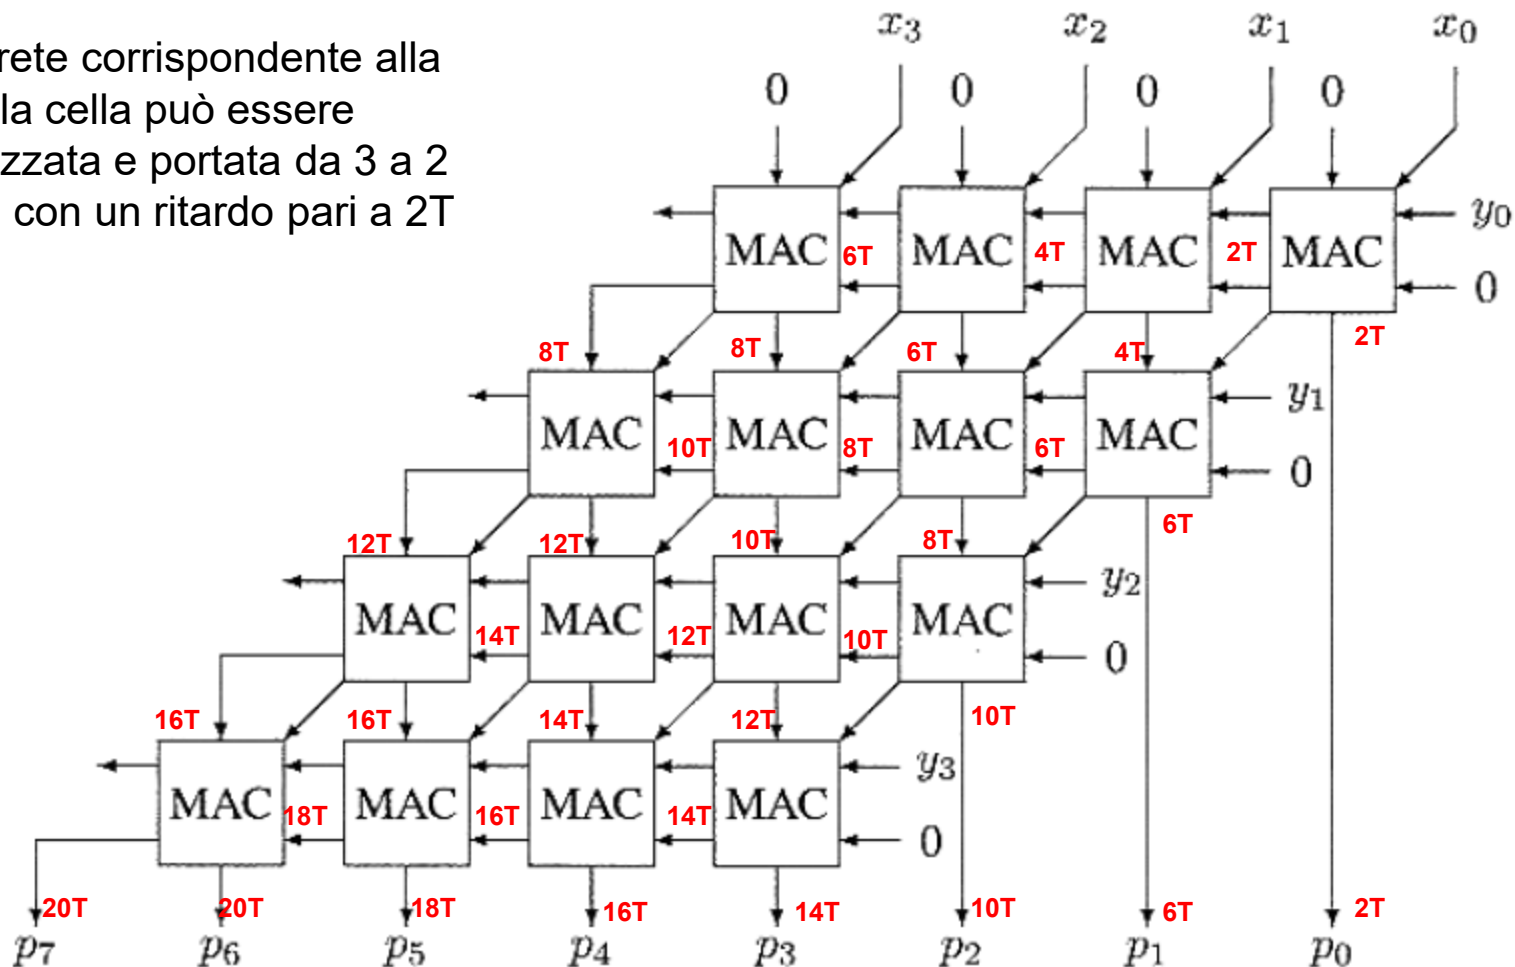 rete corrispondente alla
la cella può essere
izzata e portata da 3 a 2
con un ritardo pari a 2T
x3 x2 x1 x0
0 0 0 0
y0
MAC 6T MAC 4T MAC 2T MAC
0
8T 8T 6T 4T 2T
y1
MAC 10T MAC 8T MAC 6T MAC
0
12T 12T 10T 8T 6T
y2
MAC 14T MAC 12T MAC 10T MAC
0
16T 16T 14T 12T 10T
y3
MAC 18T MAC 16T MAC 14T MAC
0
20T 20T 18T 16T 14T 10T 6T 2T
p7 p6 p5 p4 p3 p2 p1 p0